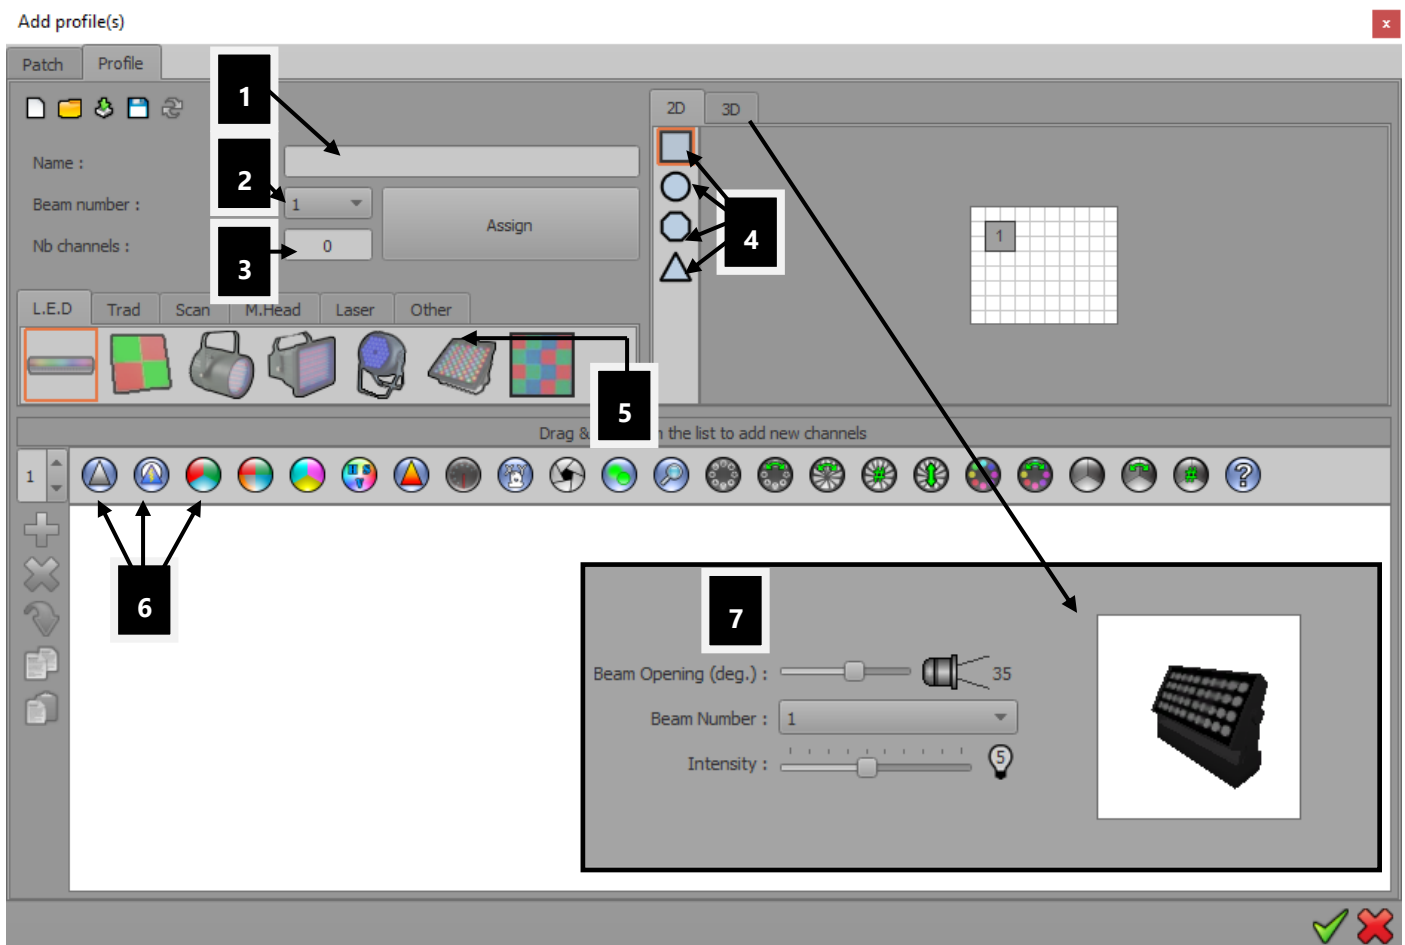 Add profile(s)
x
Patch
Profile
1
2D
3D
Name :
2
Beam number :
1
Assign
4
1
Nb channels :
0
3
L.E.D
Trad
Scan
M.Head
Laser
Other
5
Drag & n the list to add new channels
1
H S
V
#
#
?
6
7
Beam Opening (deg.) :
35
Beam Number :
1
Intensity :
5